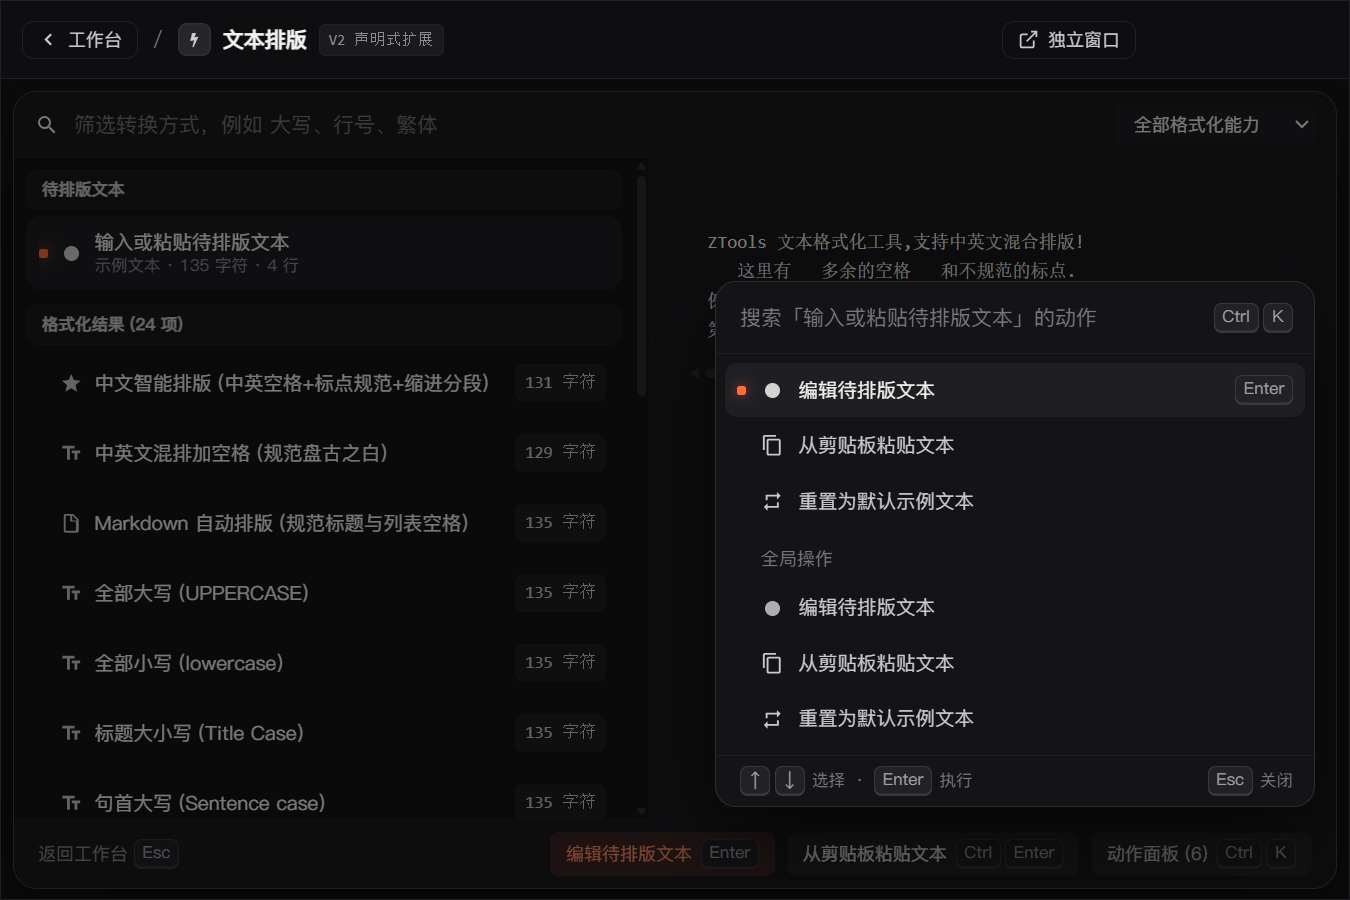 工作台 / 文本排版 V2 声明式扩展
独立窗口
筛选转换方式，例如 大写、行号、繁体
全部格式化能力
待排版文本
输入或粘贴待排版文本
示例文本 · 135 字符 · 4 行
格式化结果 (24 项)
中文智能排版 (中英空格+标点规范+缩进分段) 131 字符
中英文混排加空格 (规范盘古之白) 129 字符
Markdown 自动排版 (规范标题与列表空格) 135 字符
全部大写 (UPPERCASE) 135 字符
全部小写 (lowercase) 135 字符
标题大小写 (Title Case) 135 字符
句首大写 (Sentence case) 135 字符
ZTools 文本格式化工具,支持中英文混合排版!
这里有 多余的空格 和不规范的标点.
搜索「输入或粘贴待排版文本」的动作 Ctrl K
编辑待排版文本 Enter
从剪贴板粘贴文本
重置为默认示例文本
全局操作
编辑待排版文本
从剪贴板粘贴文本
重置为默认示例文本
↑ ↓ 选择 · Enter 执行 Esc 关闭
返回工作台 Esc
编辑待排版文本 Enter
从剪贴板粘贴文本 Ctrl Enter
动作面板 (6) Ctrl K